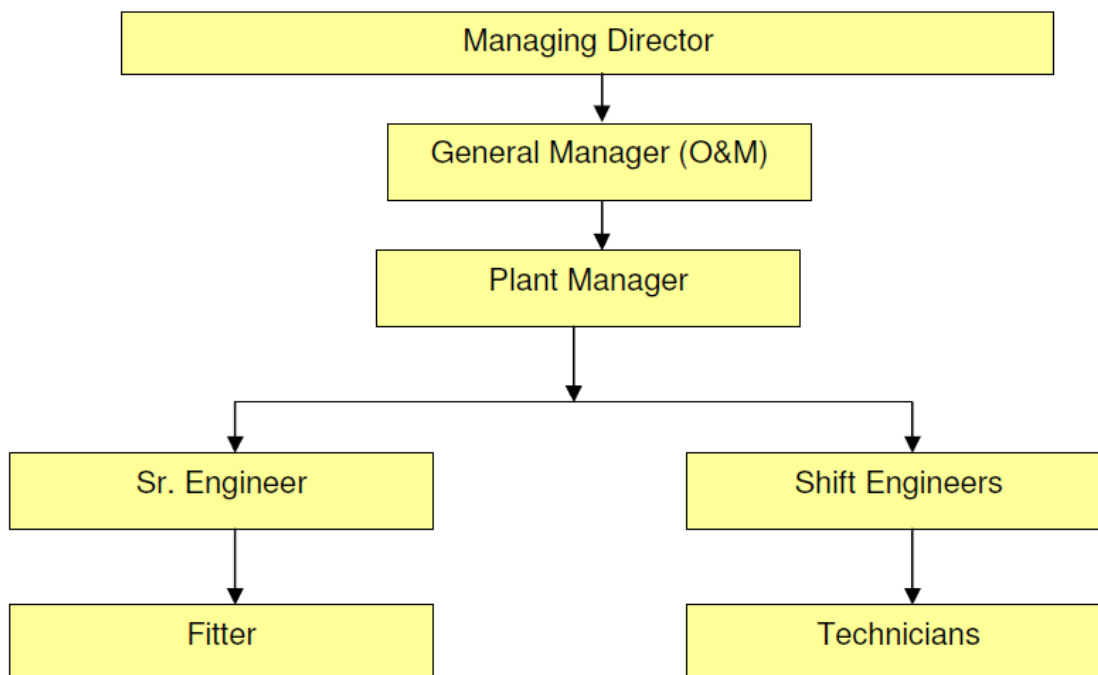 Managing Director
General Manager (O&M)
Plant Manager
Sr. Engineer
Shift Engineers
Fitter
Technicians